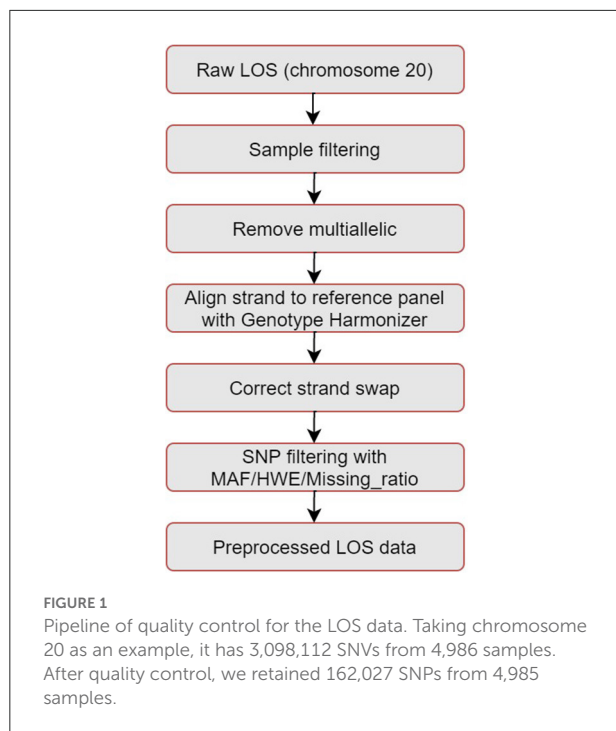 Raw LOS (chromosome 20)
Sample filtering
Remove multiallelic
Align strand to reference panel
with Genotype Harmonizer
Correct strand swap
SNP filtering with
MAF/HWE/Missing_ratio
Preprocessed LOS data
FIGURE 1
Pipeline of quality control for the LOS data. Taking chromosome
20 as an example, it has 3,098,112 SNVs from 4,986 samples.
After quality control, we retained 162,027 SNPs from 4,985
samples.